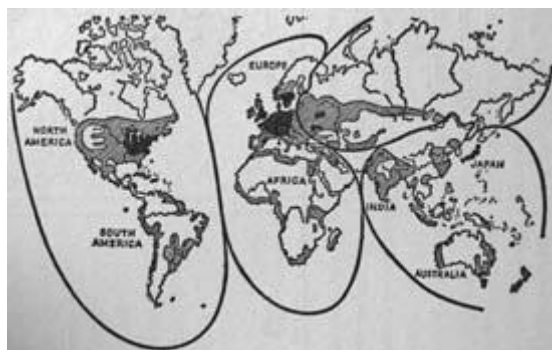 EUROPE
NORTH
AMERICA
AFRICA
JAPAN
INDIA
SOUTH
AMERICA
AUSTRALIA